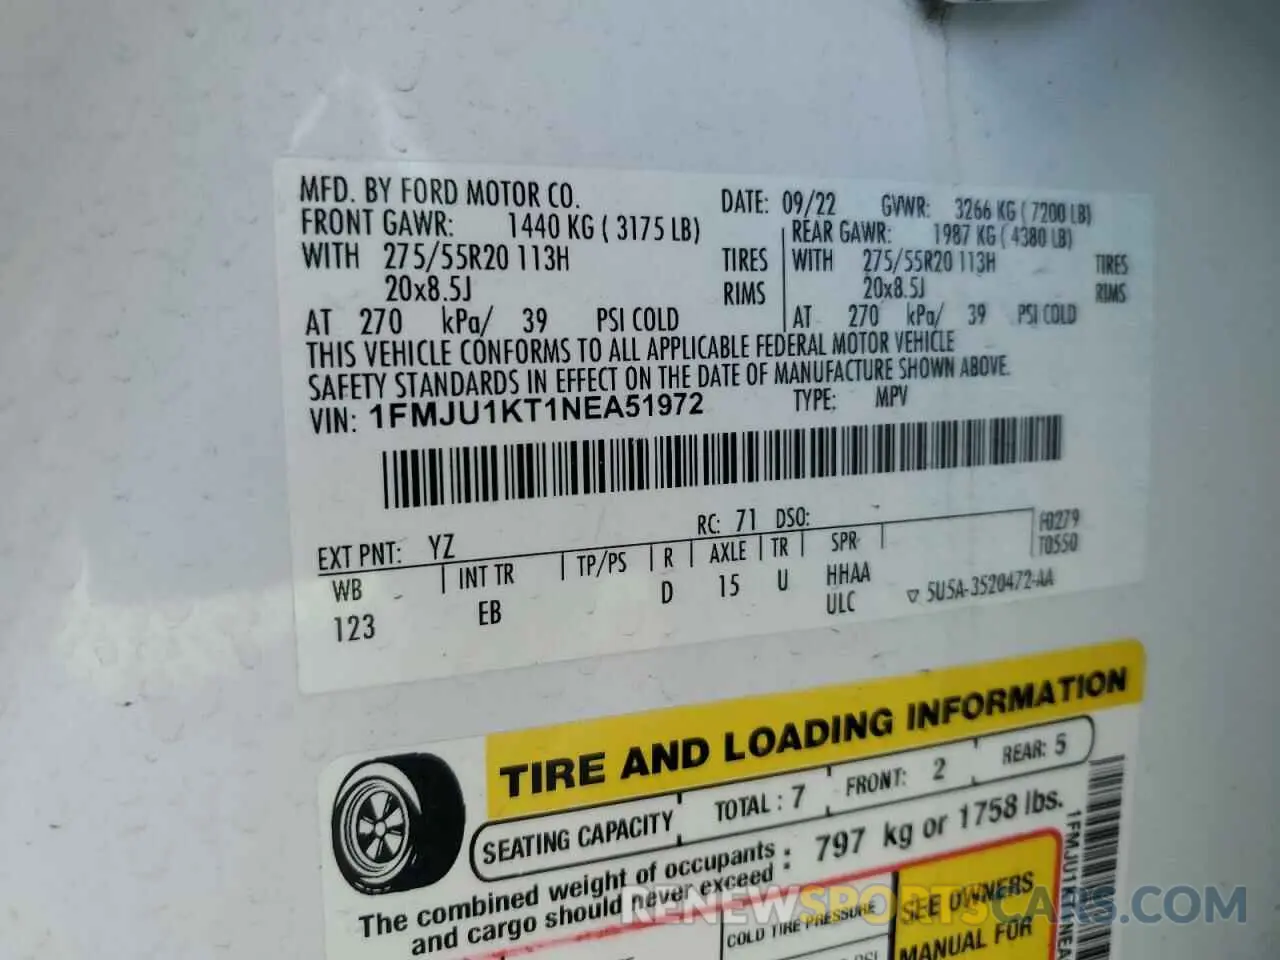 MFD. BY FORD MOTOR CO. DATE: 09/22 GVWR: 3266 KG ( 7200 LB)
FRONT GAWR: 1440 KG ( 3175 LB) REAR GAWR: 1987 KG ( 4380 LB)
WITH 275/55R20 113H TIRES WITH 275/55R20 113H TIRES
20x8.5J RIMS 20x8.5J RIMS
AT 270 kPa/ 39 PSI COLD AT 270 kPa/ 39 PSI COLD
THIS VEHICLE CONFORMS TO ALL APPLICABLE FEDERAL MOTOR VEHICLE
SAFETY STANDARDS IN EFFECT ON THE DATE OF MANUFACTURE SHOWN ABOVE.
VIN: 1FMJU1KT1NEA51972 TYPE: MPV
EXT PNT: YZ RC: 71 DSO: F0279
WB INT TR TP/PS R AXLE TR SPR T0550
123 EB D 15 U HHAA
ULC ▽ 5U5A-3520472-AA
TIRE AND LOADING INFORMATION
SEATING CAPACITY TOTAL : 7 FRONT: 2 REAR: 5
The combined weight of occupants : 797 kg or 1758 lbs.
and cargo should never exceed
COLD TIRE PRESSURE
SEE OWNERS
MANUAL FOR
RENEWSPORTSCARS.COM